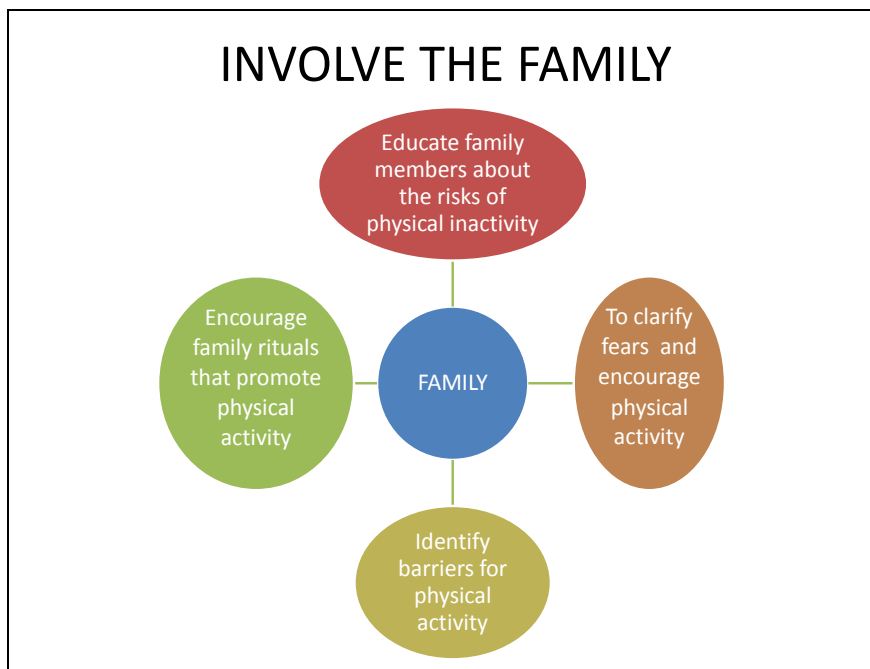 INVOLVE THE FAMILY
Educate family
members about
the risks of
physical inactivity
Encourage
family rituals
that promote
physical
activity
FAMILY
To clarify
fears  and
encourage
physical
activity
Identify
barriers for
physical
activity